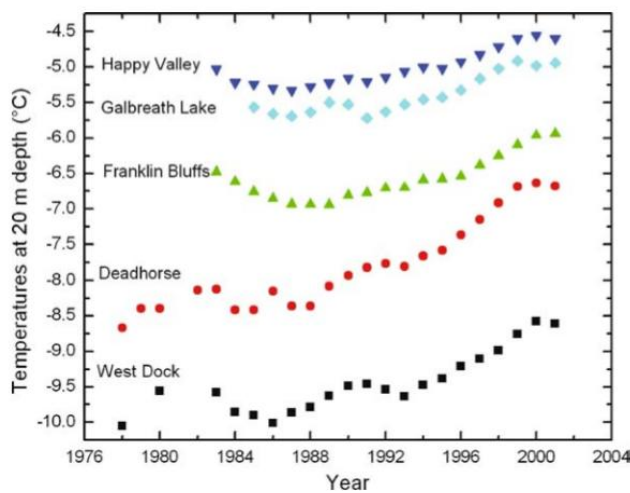 Temperatures at 20 m depth (°C)
-4.5
-5.0
-5.5
-6.0
-6.5
-7.0
-7.5
-8.0
-8.5
-9.0
-9.5
-10.0
Happy Valley
Galbreath Lake
Franklin Bluffs
Deadhorse
West Dock
1976 1980 1984 1988 1992 1996 2000 2004
Year